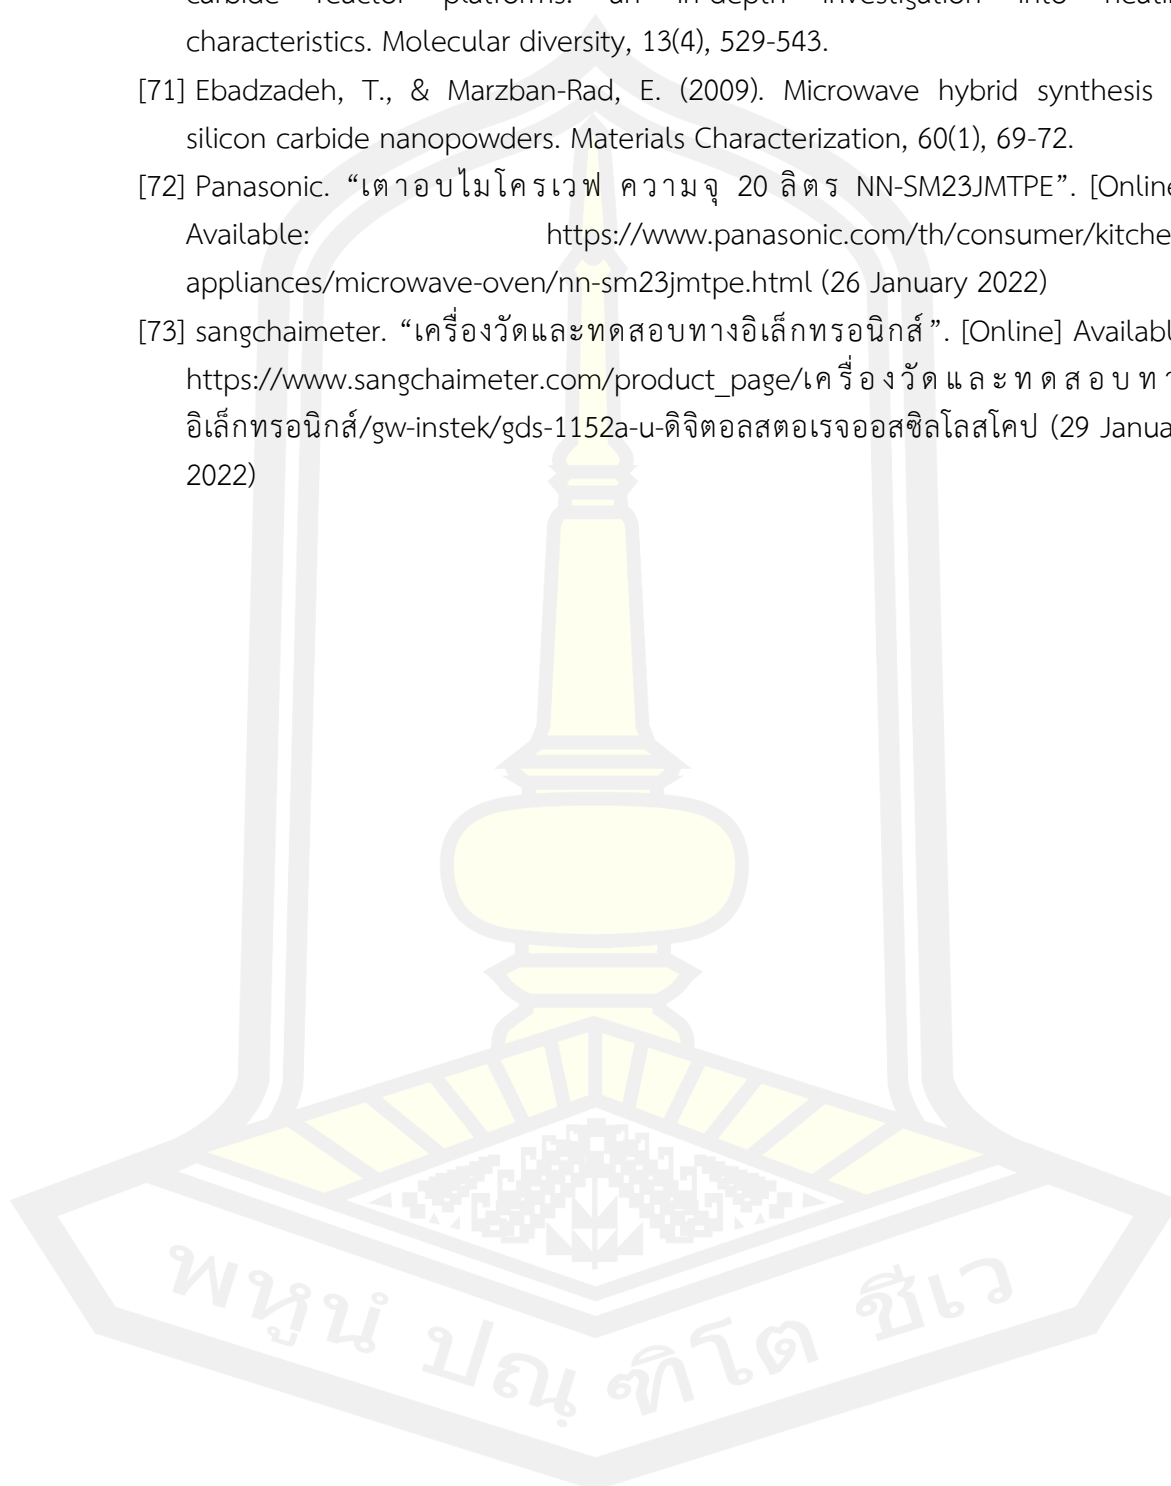 carbide reactor platforms: an in-depth investigation into
characteristics. Molecular diversity, 13(4), 529-543.
[71] Ebadzadeh, T., & Marzban-Rad, E. (2009). Microwave hybrid synthesis
silicon carbide nanopowders. Materials Characterization, 60(1), 69-72.
[72] Panasonic. “เตาอบไมโครเวฟ ความจุ 20 ลิตร NN-SM23JMTPE”. [Online
Available: https://www.panasonic.com/th/consumer/kitche
appliances/microwave-oven/nn-sm23jmtpe.html (26 January 2022)
[73] sangchaimeter. “เครื่องวัดและทดสอบทางอิเล็กทรอนิกส์”. [Online] Availabl
https://www.sangchaimeter.com/product_page/เครื่องวัดและทดสอบทา
อิเล็กทรอนิกส์/gw-instek/gds-1152a-u-ดิจิตอลสตอเรจออสซิลโลสโคป (29 Janua
2022)
พหูนํ ปณฺฑิโต ชีเว